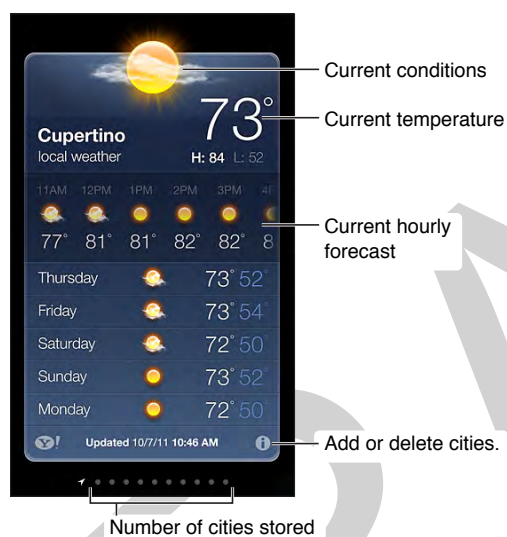 Current conditions
73°
Current temperature
Cupertino
local weather
H: 84 L: 52
11AM 12PM 1PM 2PM 3PM
Current hourly
forecast
77° 81° 81° 82° 82° 8
Thursday 73° 52°
Friday 73° 54°
Saturday 72° 50°
Sunday 73° 52°
Monday 72° 50°
Y! Updated 10/7/11 10:46 AM i
Add or delete cities.
Number of cities stored